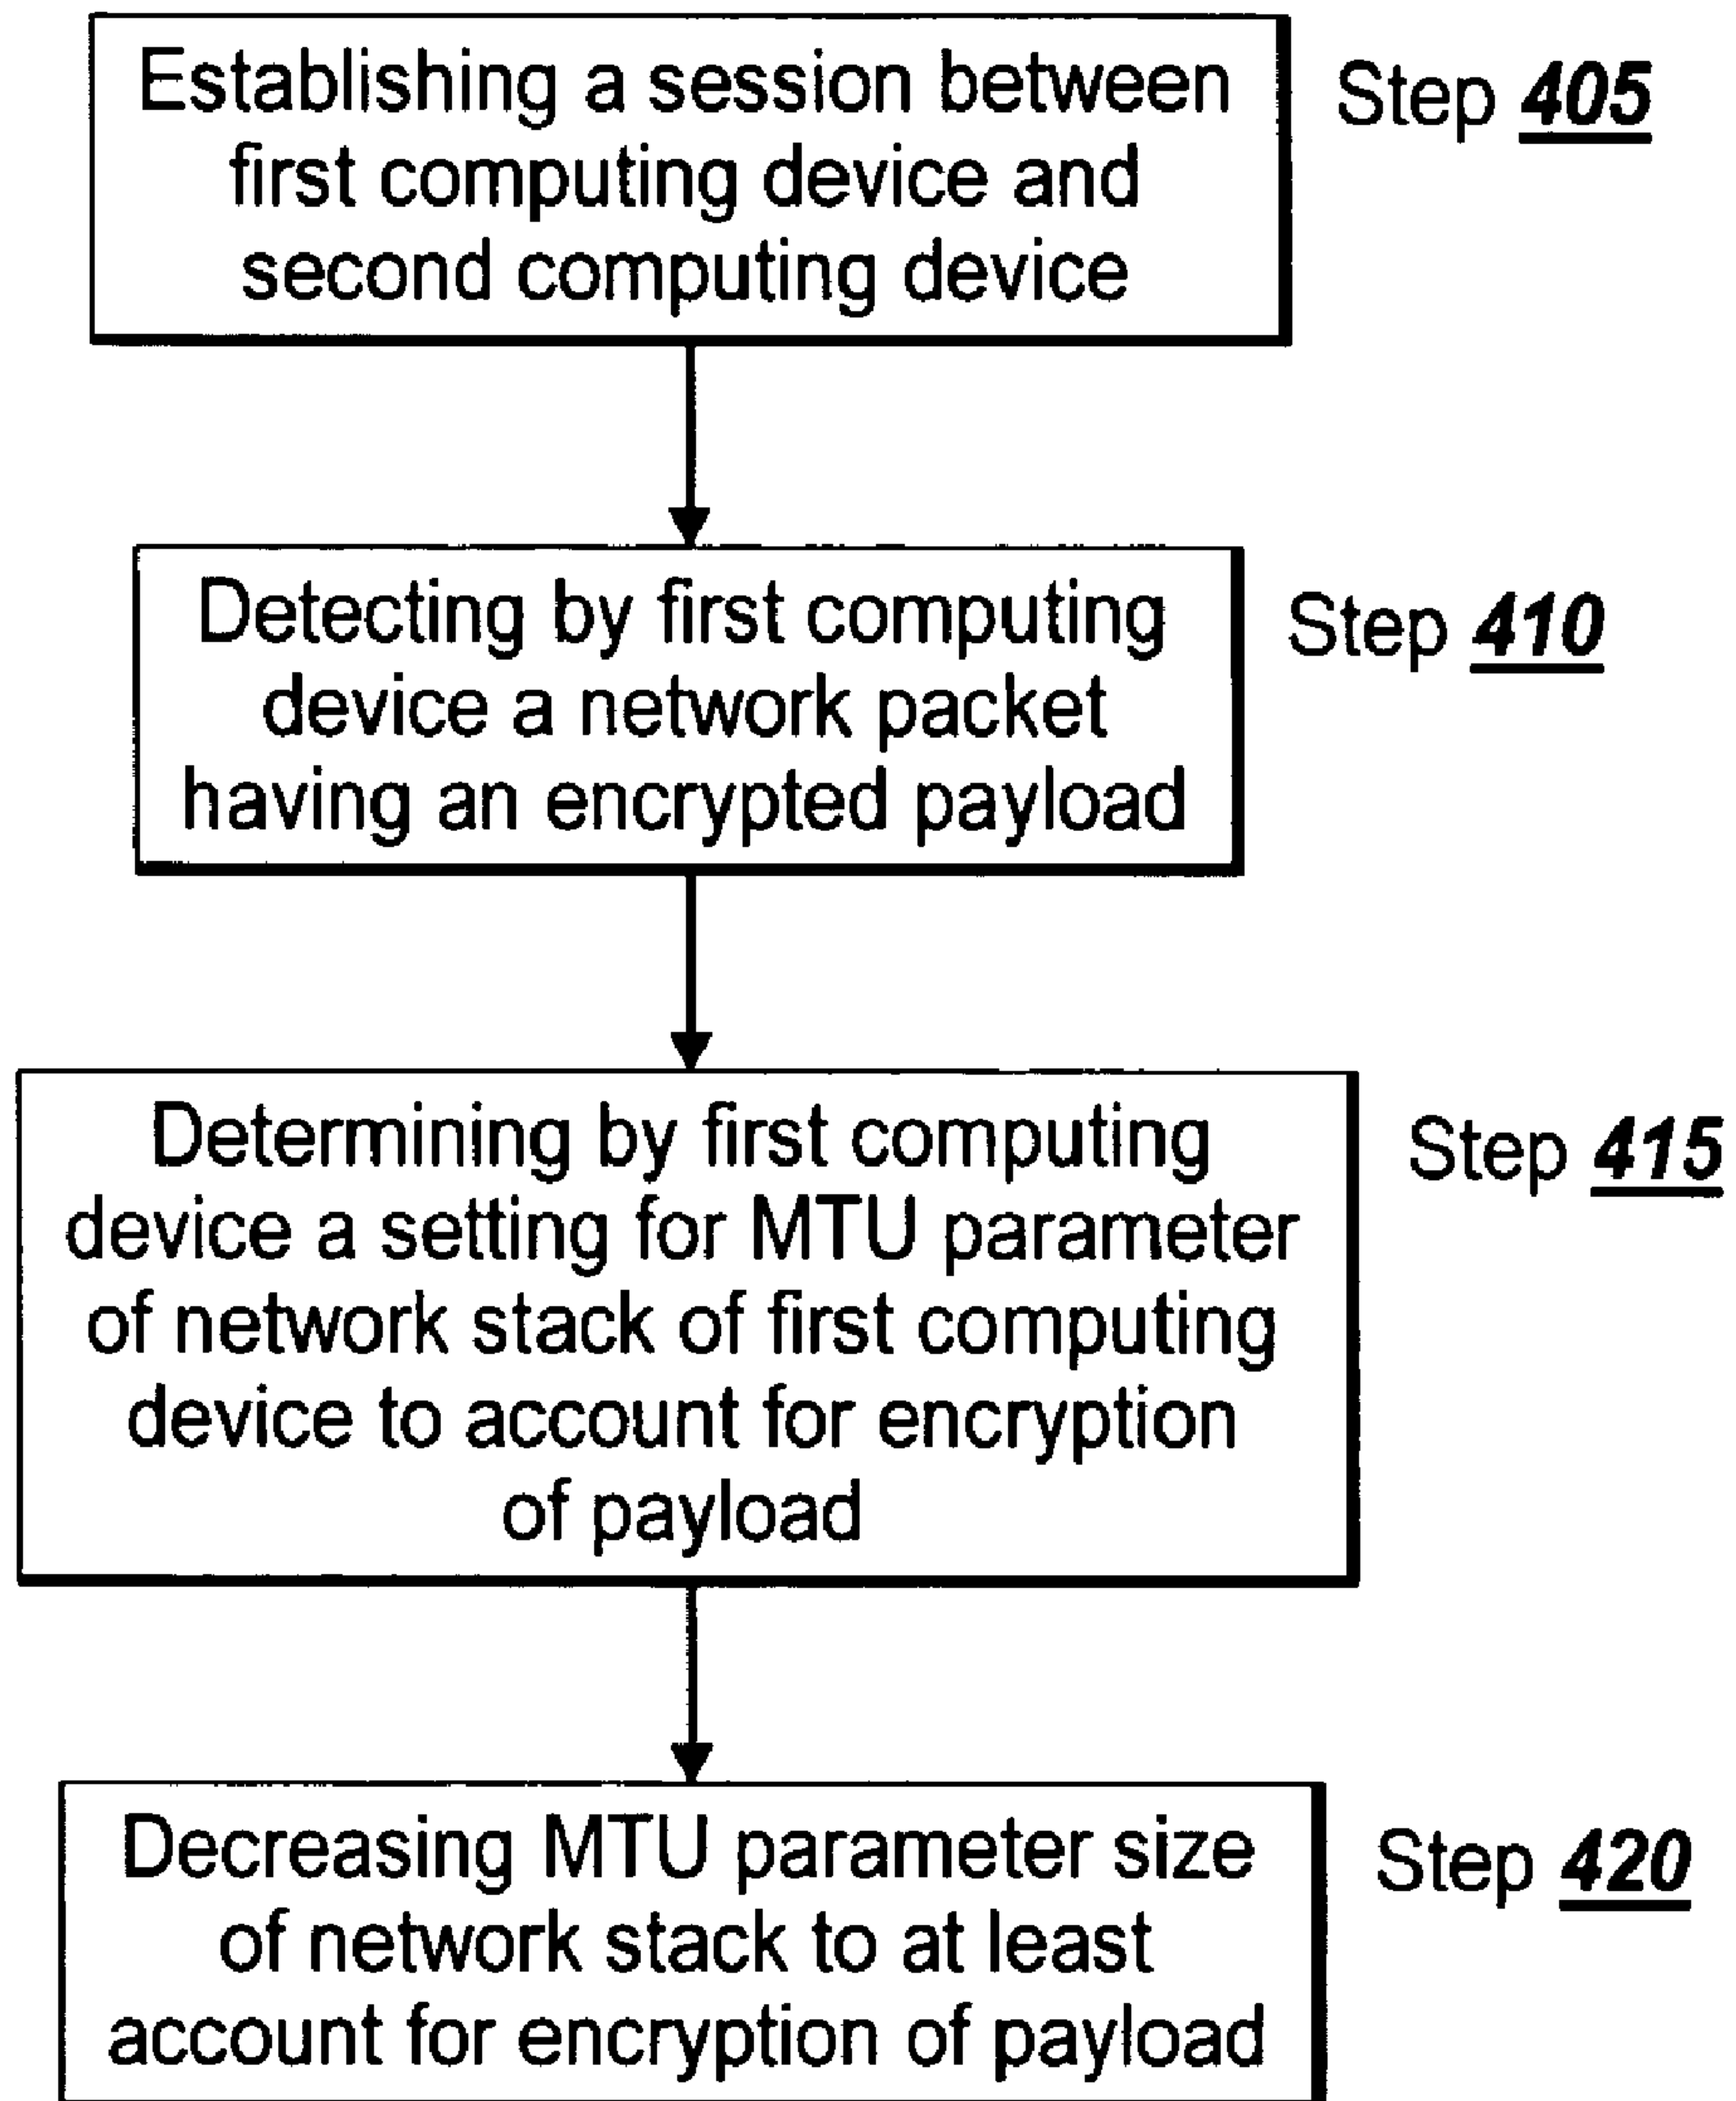 Establishing a session between
first computing device and
second computing device
Step 405
Detecting by first computing
device a network packet
having an encrypted payload
Step 410
Determining by first computing
device a setting for MTU parameter
of network stack of first computing
device to account for encryption
of payload
Step 415
Decreasing MTU parameter size
of network stack to at least
account for encryption of payload
Step 420